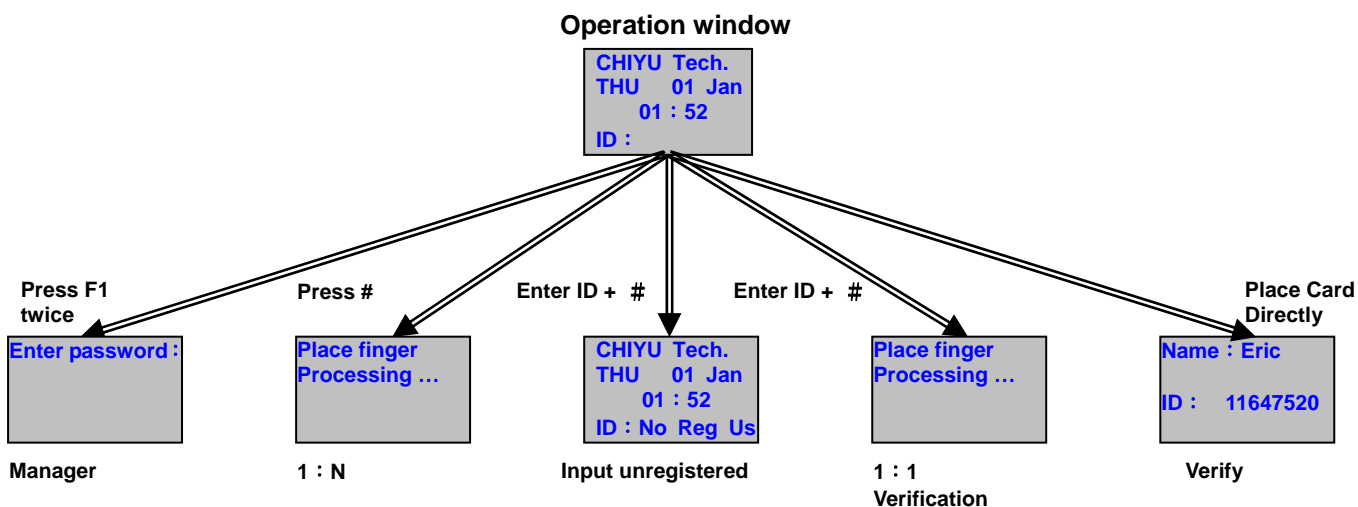 Operation window
CHIYU Tech.
THU 01 Jan
01：52
ID：
Press F1
twice
Press #
Enter ID + ＃
Enter ID + ＃
Place Card
Directly
Enter password：
Place finger
Processing …
CHIYU Tech.
THU 01 Jan
01：52
ID：No Reg Us
Place finger
Processing …
Name：Eric
ID： 11647520
Manager
1：N
Input unregistered
1：1
Verification
Verify